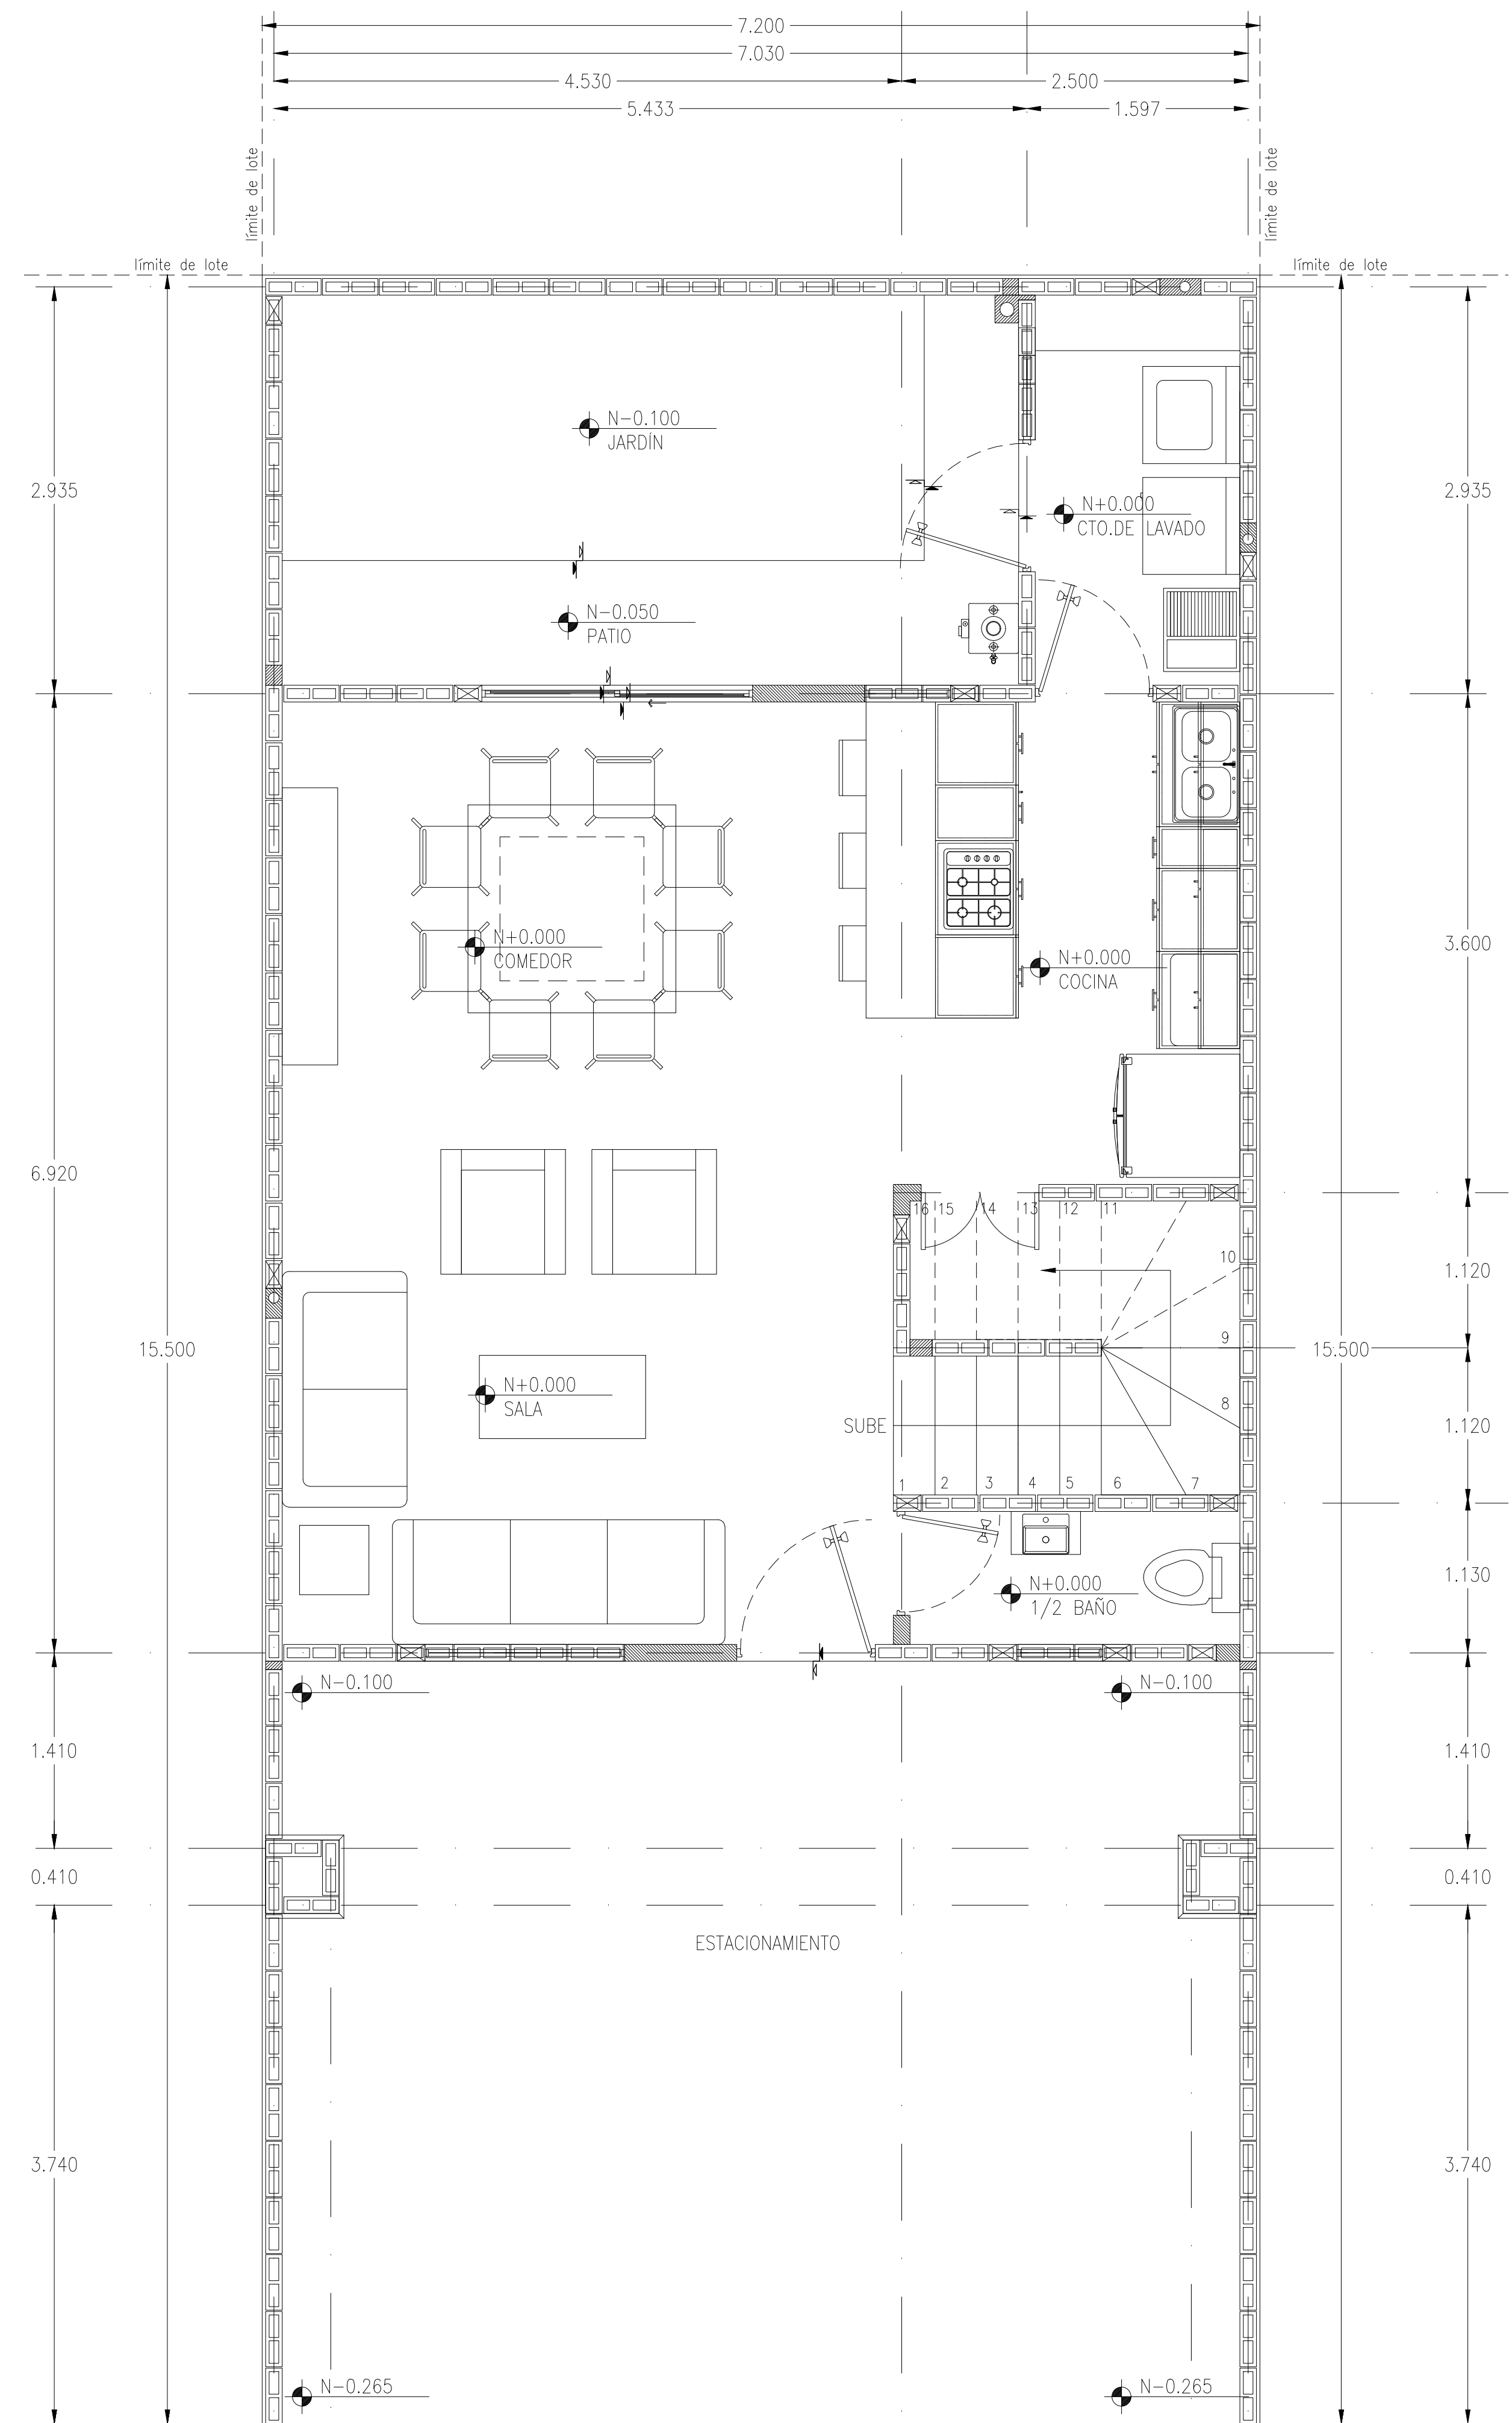 7.200
7.030
4.530
2.500
5.433
1.597
límite de lote
límite de lote
límite de lote
límite de lote
N-0.100
JARDÍN
2.935
2.935
N+0.000
CTO.DE LAVADO
N-0.050
PATIO
N+0.000
COMEDOR
3.600
N+0.000
COCINA
6.920
16
15
14
13
12
11
10
1.120
15.500
9
15.500
N+0.000
SALA
8
SUBE
1.120
1
2
3
4
5
6
7
1.130
N+0.000
1/2 BAÑO
N-0.100
N-0.100
1.410
1.410
0.410
0.410
ESTACIONAMIENTO
3.740
3.740
N-0.265
N-0.265